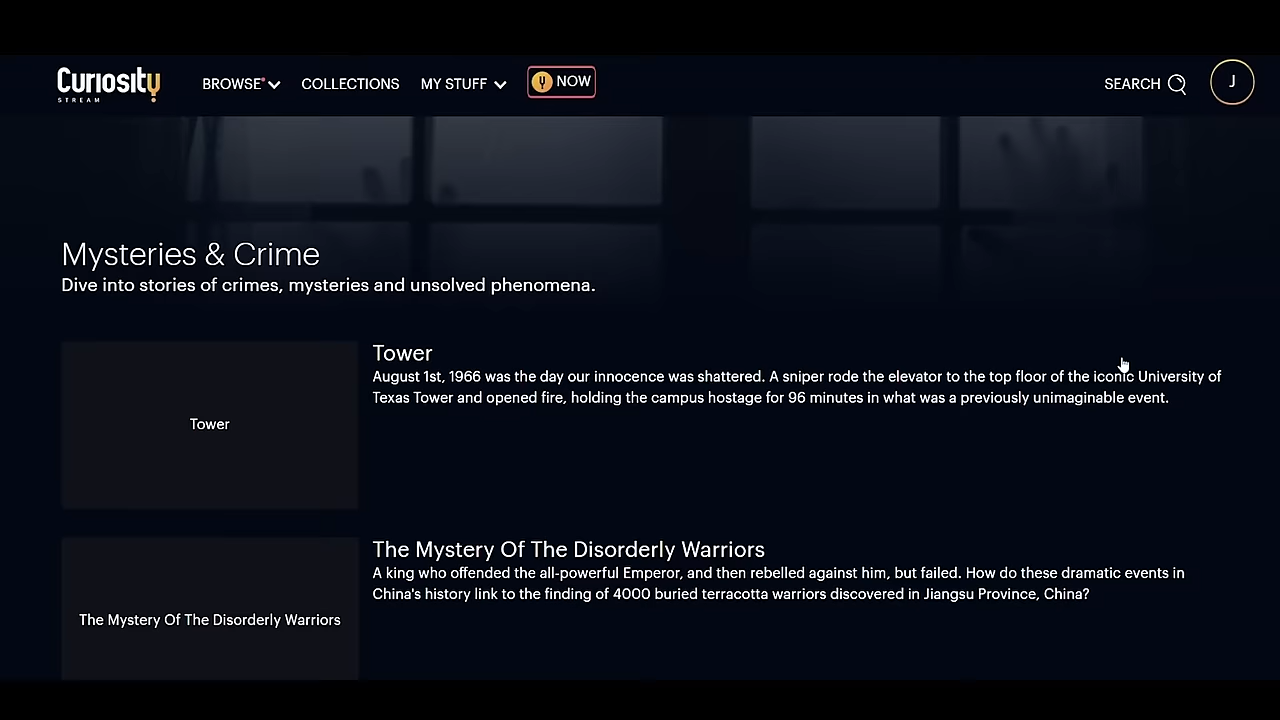 Curiosity
STREAM
BROWSE
COLLECTIONS
MY STUFF
NOW
SEARCH
J
Mysteries & Crime
Dive into stories of crimes, mysteries and unsolved phenomena.
Tower
Tower
August 1st, 1966 was the day our innocence was shattered. A sniper rode the elevator to the top floor of the iconic University of
Texas Tower and opened fire, holding the campus hostage for 96 minutes in what was a previously unimaginable event.
The Mystery Of The Disorderly Warriors
The Mystery Of The Disorderly Warriors
A king who offended the all-powerful Emperor, and then rebelled against him, but failed. How do these dramatic events in
China's history link to the finding of 4000 buried terracotta warriors discovered in Jiangsu Province, China?